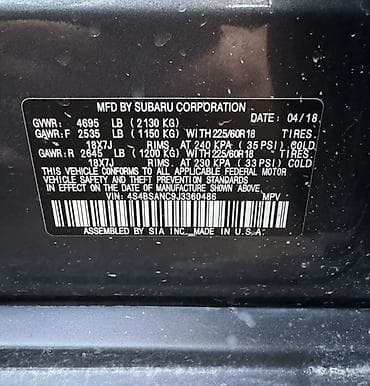 MFD BY SUBARU CORPORATION
GVWR: 4695 LB (2130 KG) DATE: 04/18
GAWR:F 2535 LB (1150 KG) WITH 225/60R18 TIRES.
18X7J RIMS. AT 240 KPA (35 PSI) COLD
GAWR:R 2645 LB (1200 KG) WITH 225/60R18 TIRES.
18X7J RIMS. AT 230 KPA (33 PSI) COLD
THIS VEHICLE CONFORMS TO ALL APPLICABLE FEDERAL MOTOR
VEHICLE SAFETY AND THEFT PREVENTION STANDARDS
IN EFFECT ON THE DATE OF MANUFACTURE SHOWN ABOVE.
VIN: 4S4BSANC9J3360486 MPV
ASSEMBLED BY SIA INC.,MADE IN U.S.A.